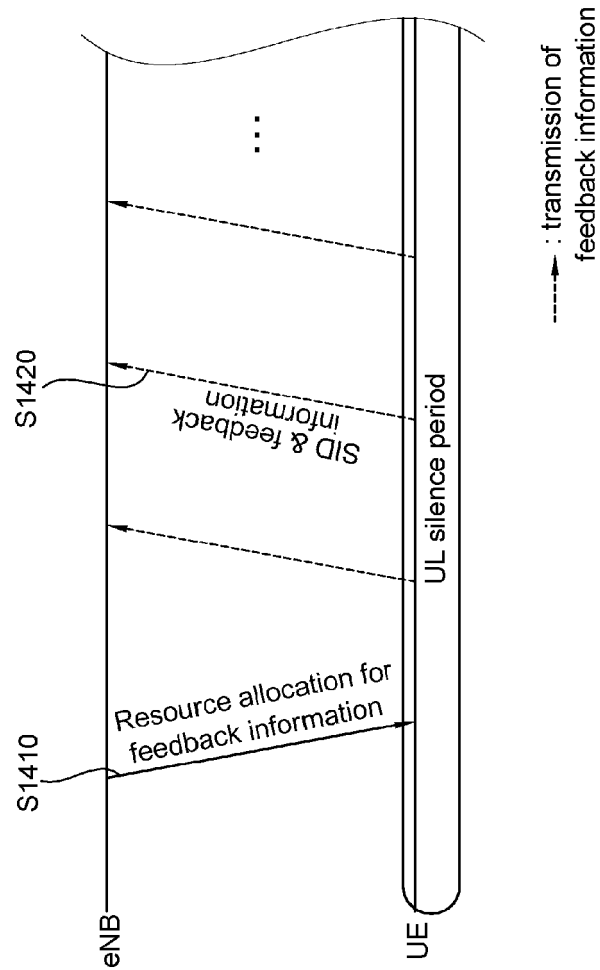 S1410
S1420
eNB
Resource allocation for
feedback information
SID & feedback
information
...
UE
UL silence period
: transmission of
feedback information